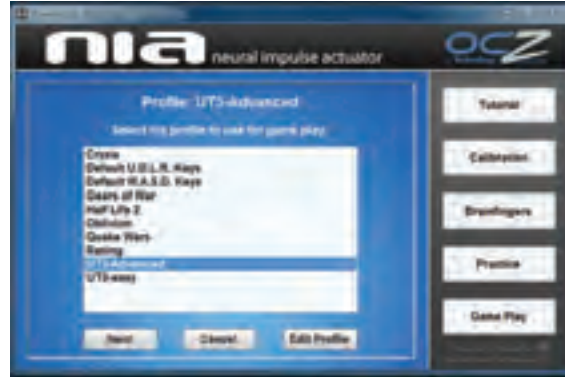 nia neural impulse actuator
OCZ
Profile: UT3-Advanced
Select the profile to use for game play:
Crysis
Default U.D.L.R. Keys
Default W.A.S.D. Keys
Gears of War
Half Life 2
Oblivion
Quake Wars
Racing
UT3-Advanced
UT3-easy
Next
Cancel
Edit Profile
Tutorial
Calibration
Brainfingers
Practice
Game Play